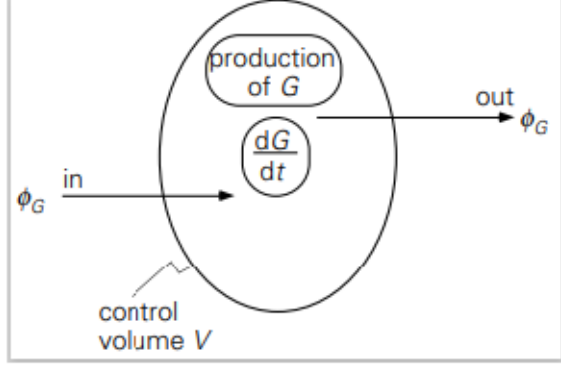 production
of G
out
ϕG
dG
dt
in
ϕG
control
volume V